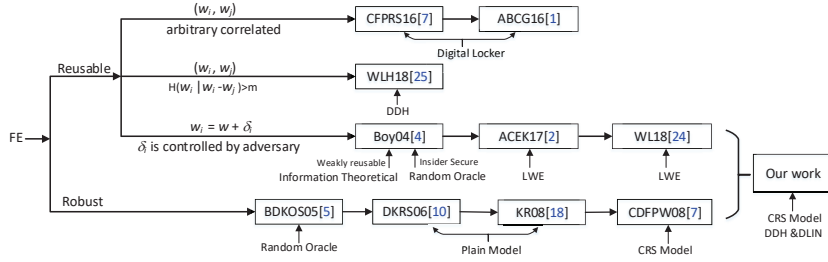 (w_i, w_j)
arbitrary correlated
CFPRS16[7]
ABCG16[1]
Digital Locker
Reusable
(w_i, w_j)
H(w_i |w_i -w_j)>m
WLH18[25]
DDH
w_i = w + δ_i
δ_i is controlled by adversary
Boy04[4]
ACEK17[2]
WL18[24]
FE
Weakly reusable
Information Theoretical
Insider Secure
Random Oracle
LWE
LWE
Our work
Robust
BDKOS05[5]
DKRS06[10]
KR08[18]
CDFPW08[7]
Random Oracle
Plain Model
CRS Model
CRS Model
DDH &DLIN